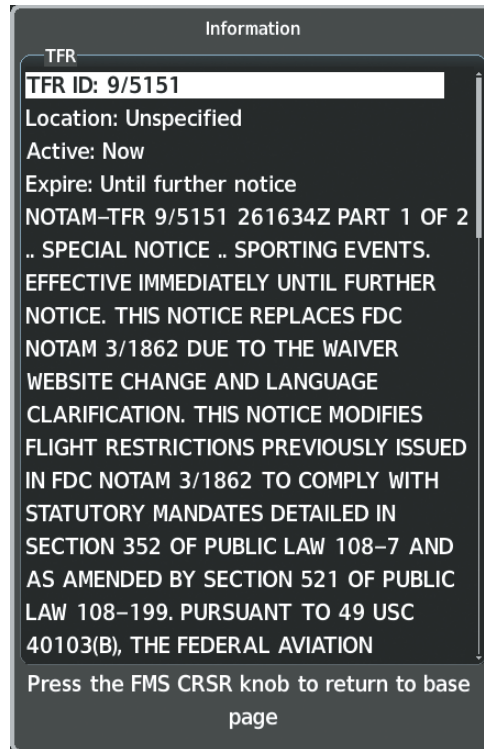 Information
TFR
TFR ID: 9/5151
Location: Unspecified
Active: Now
Expire: Until further notice
NOTAM–TFR 9/5151 261634Z PART 1 OF 2
.. SPECIAL NOTICE .. SPORTING EVENTS.
EFFECTIVE IMMEDIATELY UNTIL FURTHER
NOTICE. THIS NOTICE REPLACES FDC
NOTAM 3/1862 DUE TO THE WAIVER
WEBSITE CHANGE AND LANGUAGE
CLARIFICATION. THIS NOTICE MODIFIES
FLIGHT RESTRICTIONS PREVIOUSLY ISSUED
IN FDC NOTAM 3/1862 TO COMPLY WITH
STATUTORY MANDATES DETAILED IN
SECTION 352 OF PUBLIC LAW 108–7 AND
AS AMENDED BY SECTION 521 OF PUBLIC
LAW 108–199. PURSUANT TO 49 USC
40103(B), THE FEDERAL AVIATION
Press the FMS CRSR knob to return to base
page